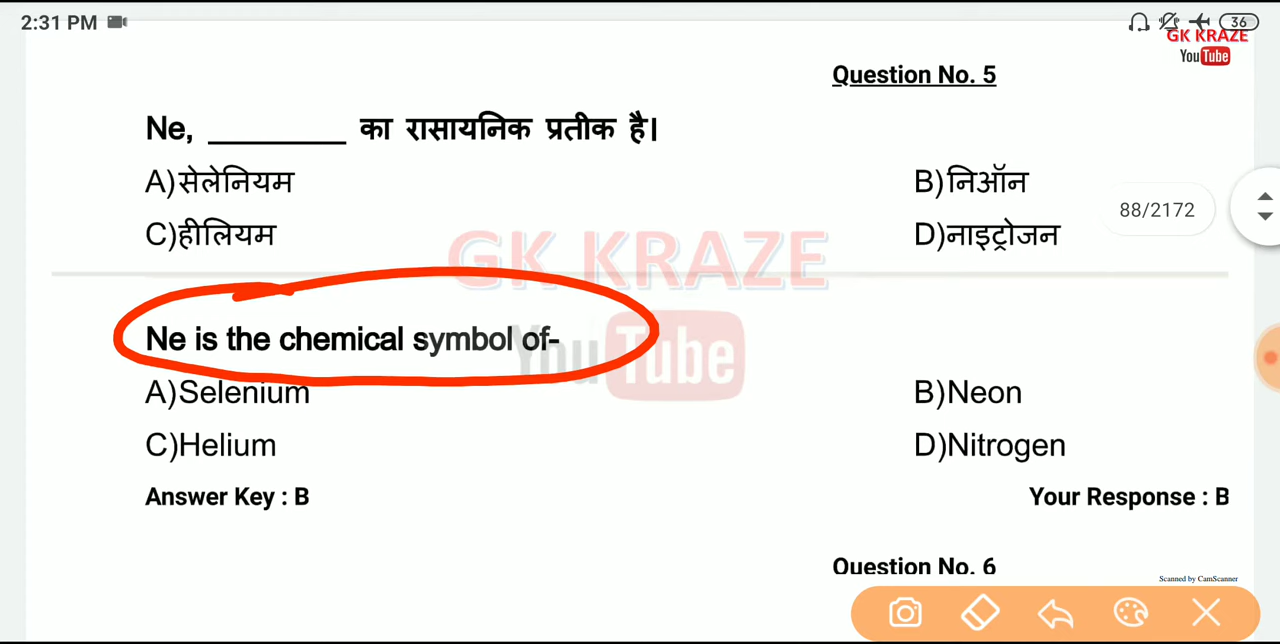 2:31 PM
36
GK KRAZE
YouTube
Question No. 5
Ne, _________ का रासायनिक प्रतीक है।
A)सेलेनियम B)निऑन
88/2172
C)हीलियम D)नाइट्रोजन
GK KRAZE
YouTube
Ne is the chemical symbol of-
A)Selenium B)Neon
C)Helium D)Nitrogen
Answer Key : B Your Response : B
Question No. 6
Scanned by CamScanner